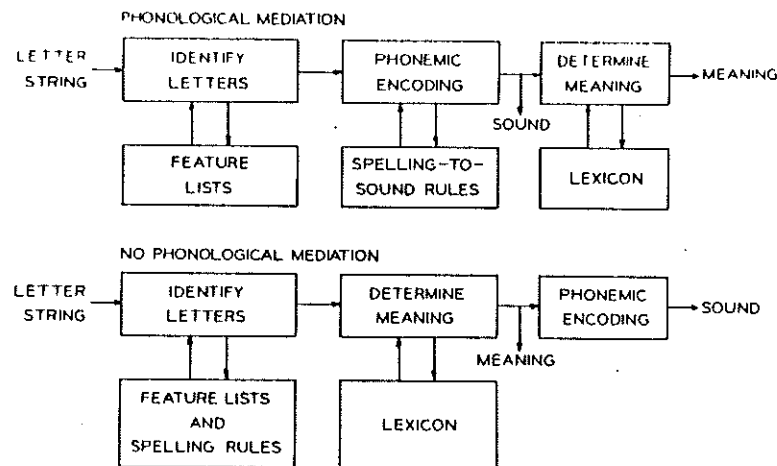 PHONOLOGICAL MEDIATION
LETTER
STRING
IDENTIFY
LETTERS
PHONEMIC
ENCODING
SOUND
DETERMINE
MEANING
MEANING
FEATURE
LISTS
SPELLING-TO-
SOUND RULES
LEXICON
NO PHONOLOGICAL MEDIATION
LETTER
STRING
IDENTIFY
LETTERS
DETERMINE
MEANING
MEANING
PHONEMIC
ENCODING
SOUND
FEATURE LISTS
AND
SPELLING RULES
LEXICON